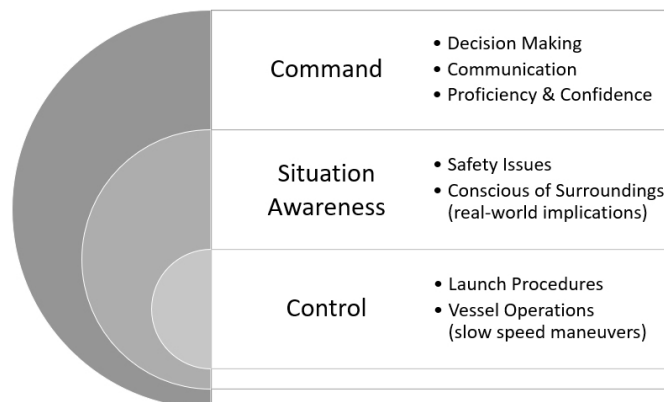 Command
• Decision Making
• Communication
• Proficiency & Confidence
Situation
Awareness
• Safety Issues
• Conscious of Surroundings
(real-world implications)
Control
• Launch Procedures
• Vessel Operations
(slow speed maneuvers)